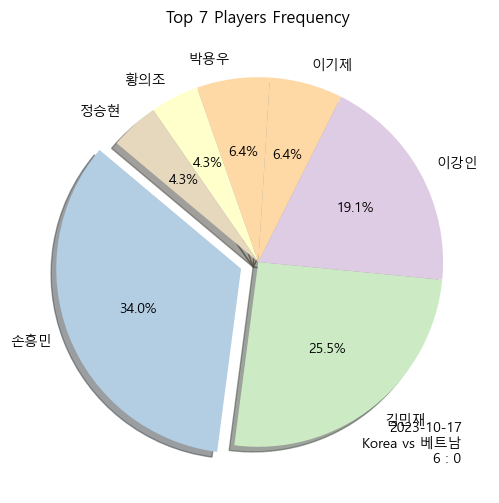 Top 7 Players Frequency
박용우
이기제
황의조
정승현
이강인
6.4%
6.4%
4.3%
4.3%
19.1%
34.0%
손흥민
25.5%
김민재
2023-10-17
Korea vs 베트남
6 : 0